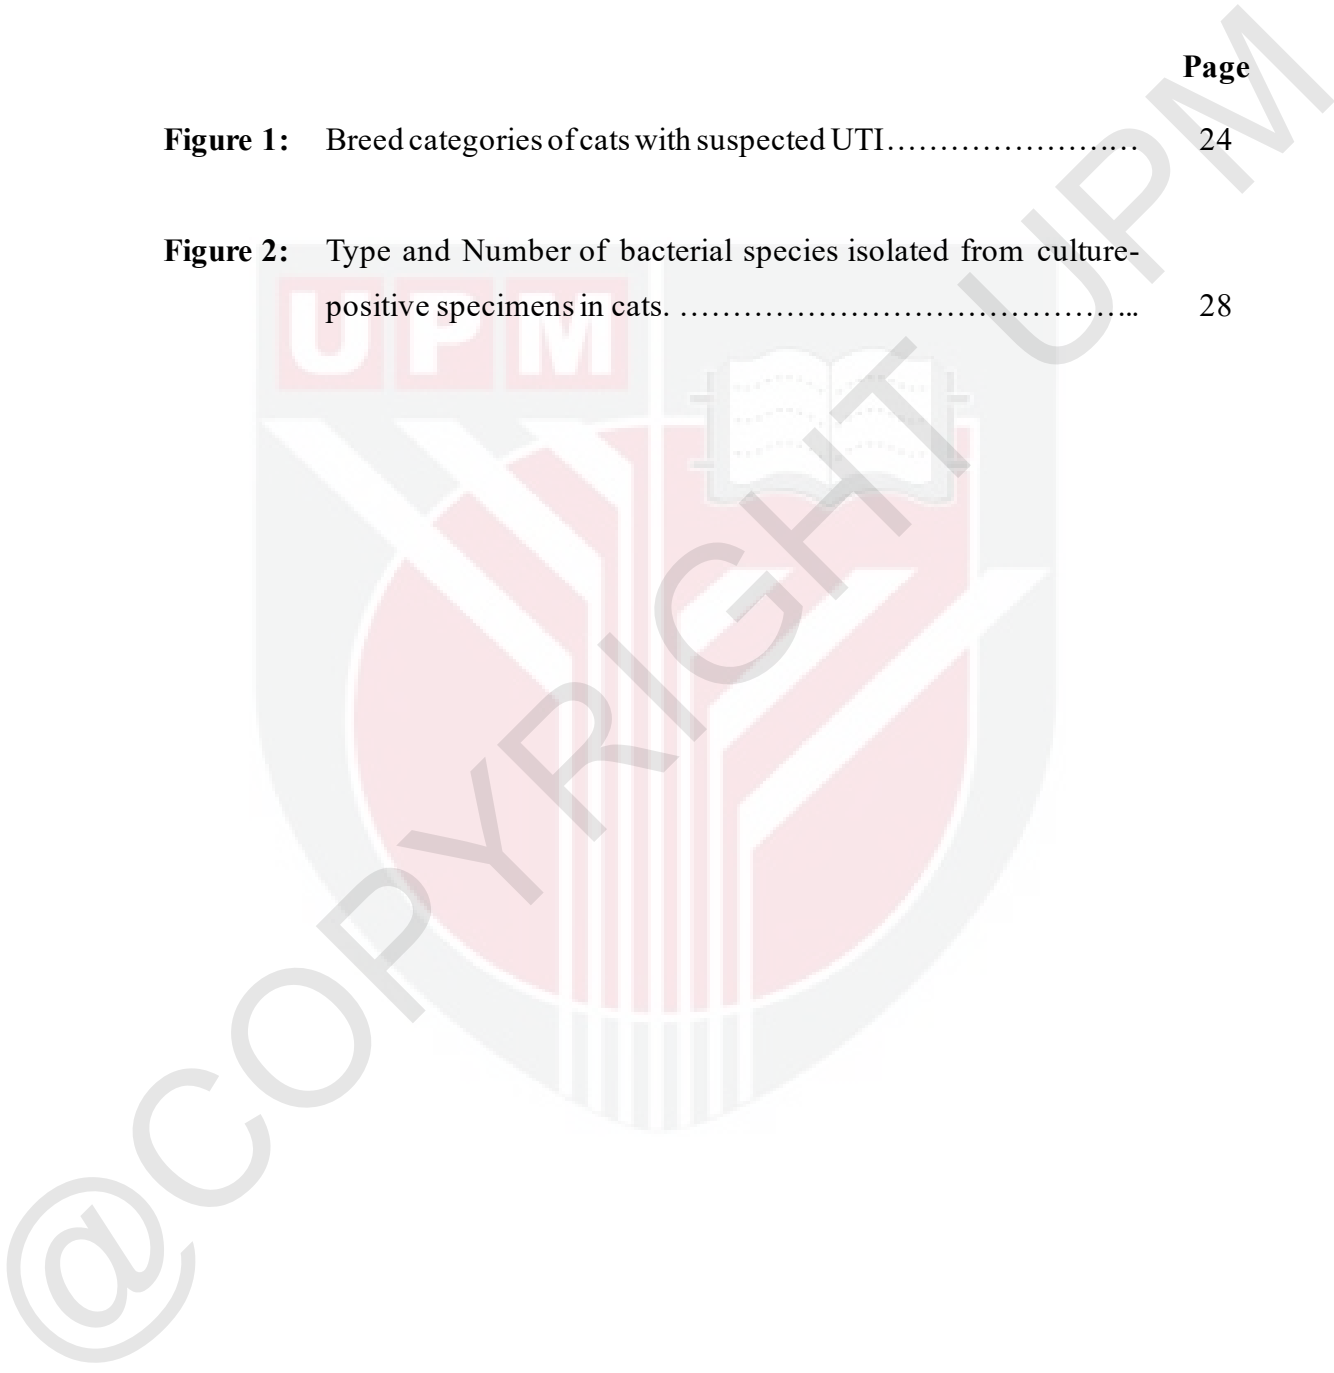 Page
Figure 1: Breed categories of cats with suspected UTI……………………… 24
Figure 2: Type and Number of bacterial species isolated from culture-
positive specimens in cats. …………………………………………... 28
UPM
@COPYRIGHT UPM